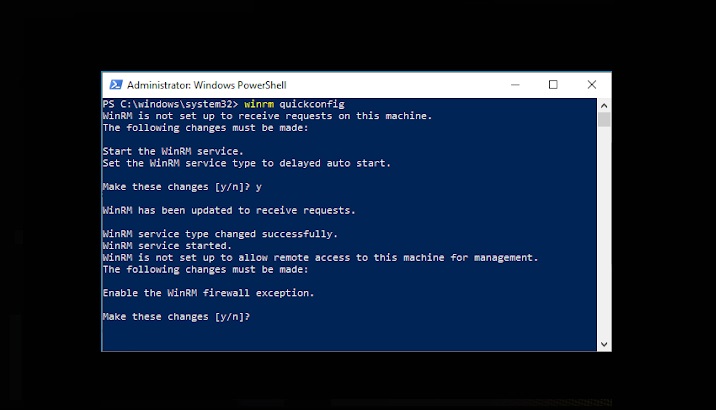 Administrator: Windows PowerShell
PS C:\windows\system32> winrm quickconfig
WinRM is not set up to receive requests on this machine.
The following changes must be made:
Start the WinRM service.
Set the WinRM service type to delayed auto start.
Make these changes [y/n]? y
WinRM has been updated to receive requests.
WinRM service type changed successfully.
WinRM service started.
WinRM is not set up to allow remote access to this machine for management.
The following changes must be made:
Enable the WinRM firewall exception.
Make these changes [y/n]?